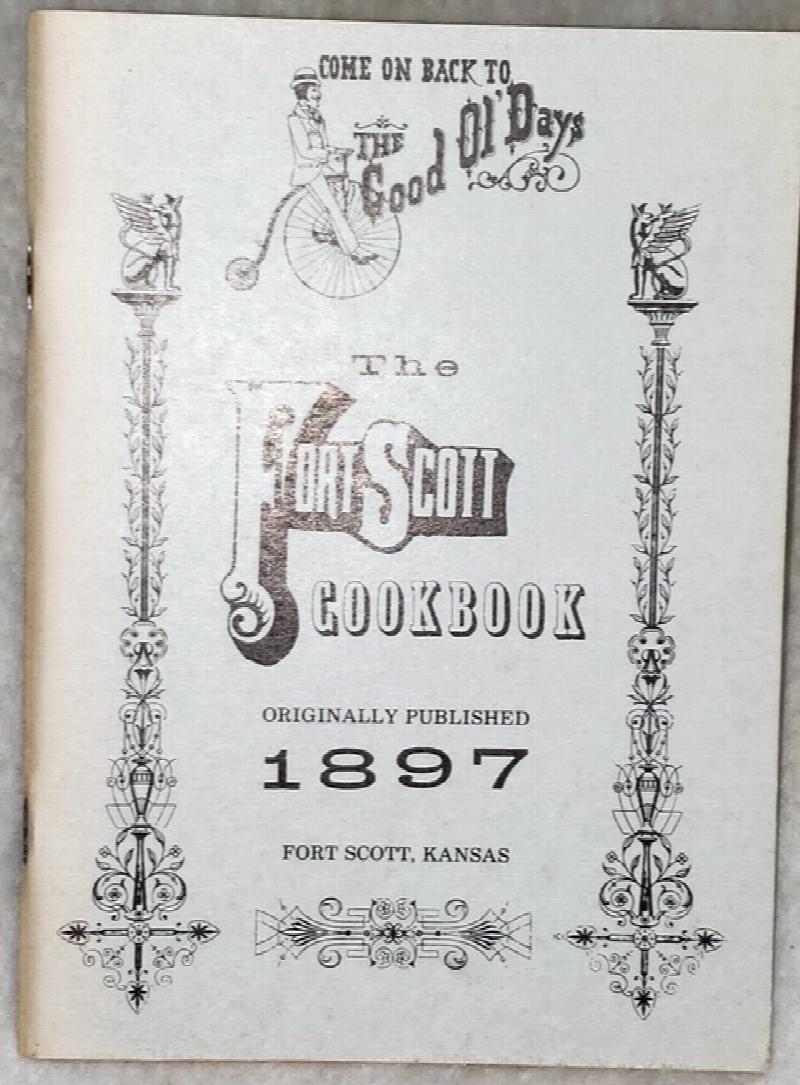 COME ON BACK TO
THE
Good Ol' Days
The
FORT SCOTT
COOKBOOK
ORIGINALLY PUBLISHED
1897
FORT SCOTT, KANSAS